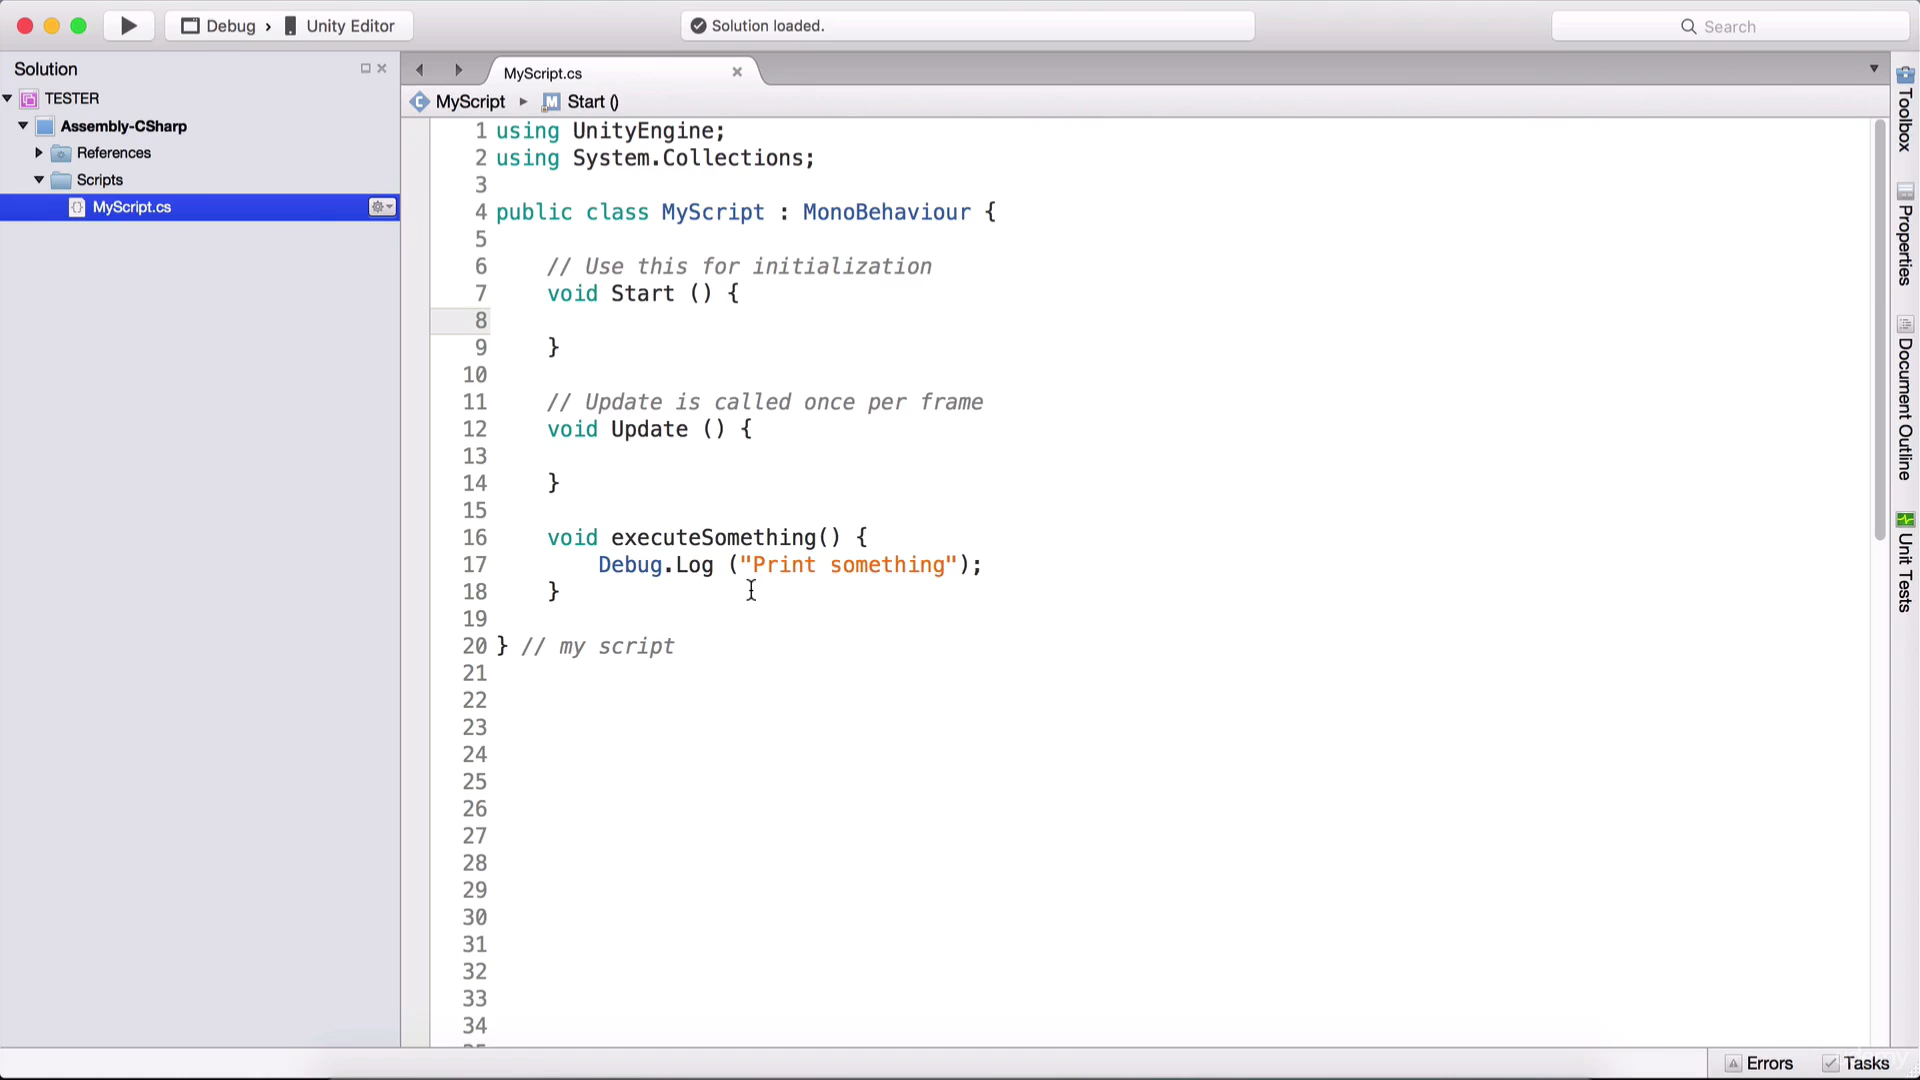 Debug › Unity Editor
Solution loaded.
Search
Solution
TESTER
Assembly-CSharp
References
Scripts
MyScript.cs
MyScript.cs
MyScript ▸ Start ()
1 using UnityEngine;
2 using System.Collections;
3
4 public class MyScript : MonoBehaviour {
5
6 // Use this for initialization
7 void Start () {
8
9 }
10
11 // Update is called once per frame
12 void Update () {
13
14 }
15
16 void executeSomething() {
17 Debug.Log ("Print something");
18 }
19
20 } // my script
21
22
23
24
25
26
27
28
29
30
31
32
33
34
Toolbox
Properties
Document Outline
Unit Tests
Errors
Tasks